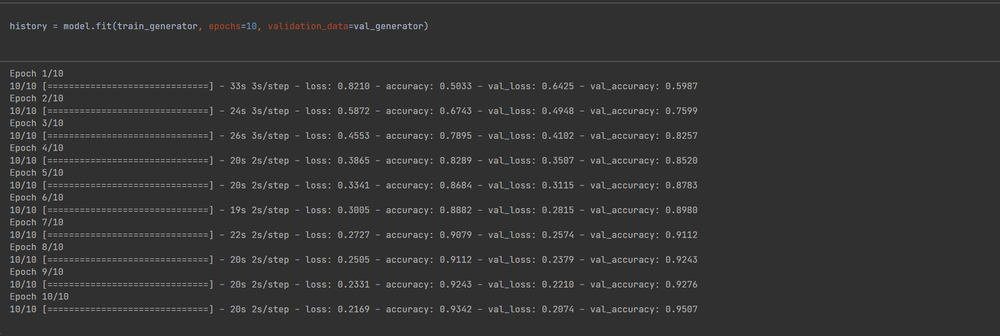 history = model.fit(train_generator, epochs=10, validation_data=val_generator)
Epoch 1/10
10/10 [==============================] - 33s 3s/step - loss: 0.8210 - accuracy: 0.5033 - val_loss: 0.6425 - val_accuracy: 0.5987
Epoch 2/10
10/10 [==============================] - 24s 3s/step - loss: 0.5872 - accuracy: 0.6743 - val_loss: 0.4948 - val_accuracy: 0.7599
Epoch 3/10
10/10 [==============================] - 26s 3s/step - loss: 0.4553 - accuracy: 0.7895 - val_loss: 0.4102 - val_accuracy: 0.8257
Epoch 4/10
10/10 [==============================] - 20s 2s/step - loss: 0.3865 - accuracy: 0.8289 - val_loss: 0.3507 - val_accuracy: 0.8520
Epoch 5/10
10/10 [==============================] - 20s 2s/step - loss: 0.3341 - accuracy: 0.8684 - val_loss: 0.3115 - val_accuracy: 0.8783
Epoch 6/10
10/10 [==============================] - 19s 2s/step - loss: 0.3005 - accuracy: 0.8882 - val_loss: 0.2815 - val_accuracy: 0.8980
Epoch 7/10
10/10 [==============================] - 22s 2s/step - loss: 0.2727 - accuracy: 0.9079 - val_loss: 0.2574 - val_accuracy: 0.9112
Epoch 8/10
10/10 [==============================] - 20s 2s/step - loss: 0.2505 - accuracy: 0.9112 - val_loss: 0.2379 - val_accuracy: 0.9243
Epoch 9/10
10/10 [==============================] - 20s 2s/step - loss: 0.2331 - accuracy: 0.9243 - val_loss: 0.2210 - val_accuracy: 0.9276
Epoch 10/10
10/10 [==============================] - 20s 2s/step - loss: 0.2169 - accuracy: 0.9342 - val_loss: 0.2074 - val_accuracy: 0.9507